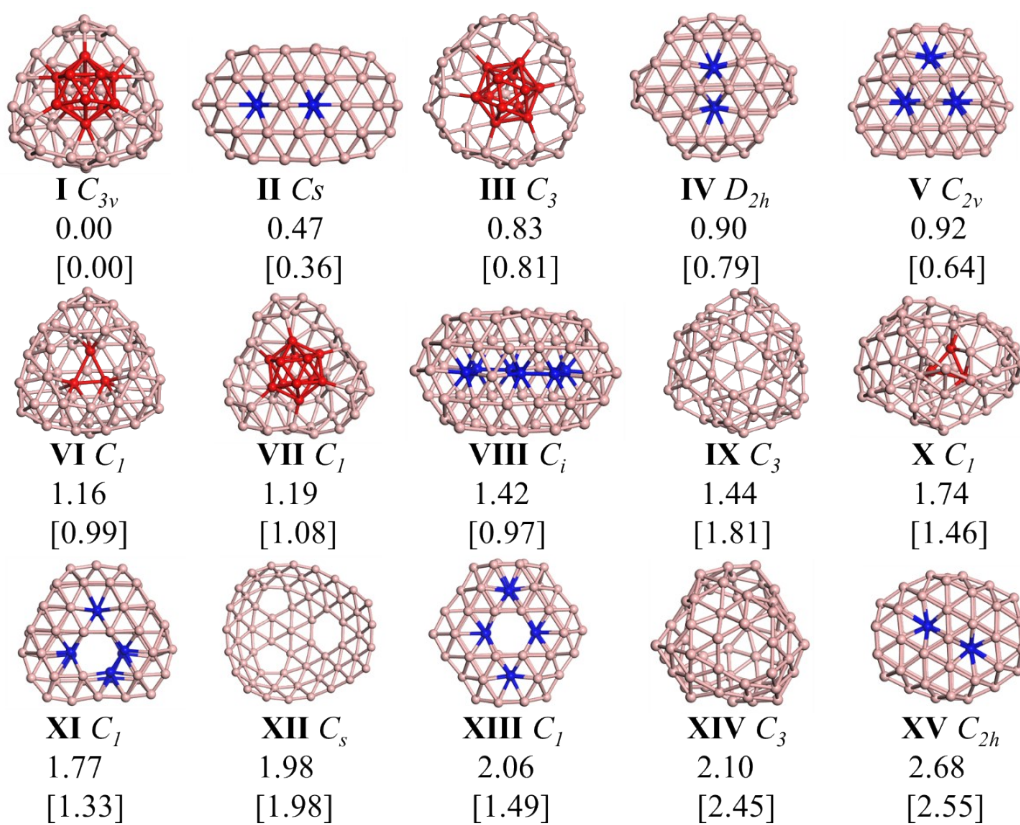 I C3v II Cs III C3 IV D2h V C2v
0.00 0.47 0.83 0.90 0.92
[0.00] [0.36] [0.81] [0.79] [0.64]
VI C1 VII C1 VIII Ci IX C3 X C1
1.16 1.19 1.42 1.44 1.74
[0.99] [1.08] [0.97] [1.81] [1.46]
XI C1 XII Cs XIII C1 XIV C3 XV C2h
1.77 1.98 2.06 2.10 2.68
[1.33] [1.98] [1.49] [2.45] [2.55]